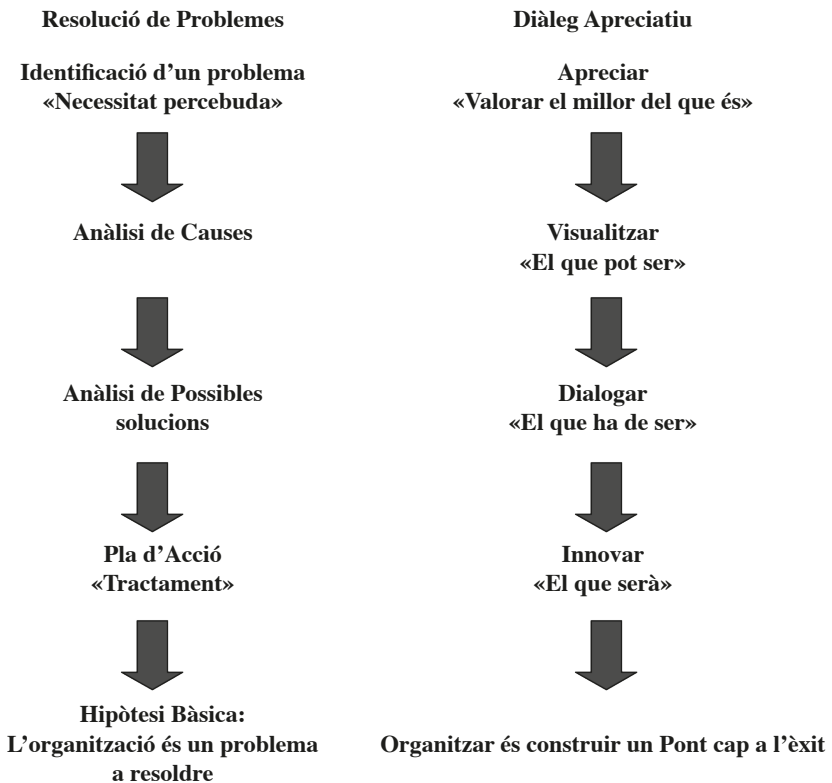 Resolució de Problemes
Identificació d’un problema
«Necessitat percebuda»
Anàlisi de Causes
Anàlisi de Possibles
solucions
Pla d’Acció
«Tractament»
Hipòtesi Bàsica:
L’organització és un problema
a resoldre
Diàleg Apreciatiu
Apreciar
«Valorar el millor del que és»
Visualitzar
«El que pot ser»
Dialogar
«El que ha de ser»
Innovar
«El que serà»
Organitzar és construir un Pont cap a l’èxit